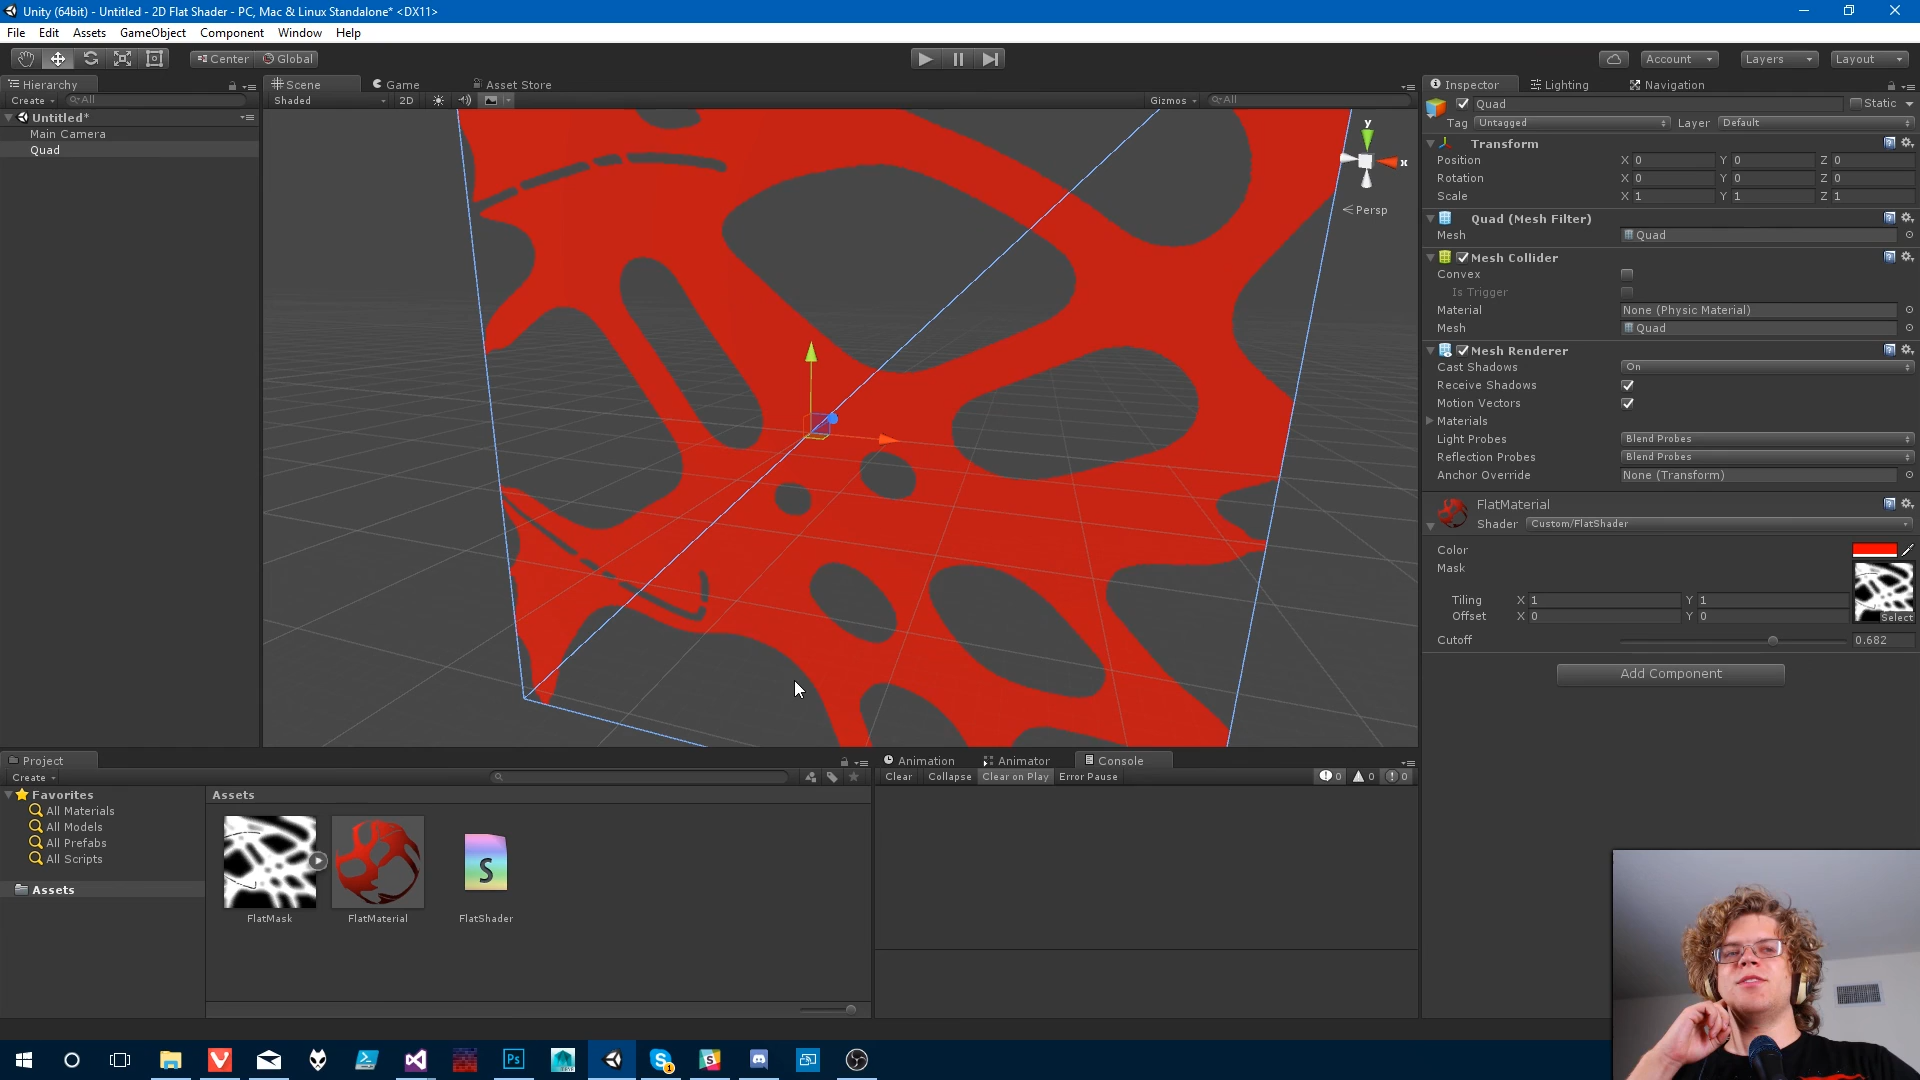 Unity (64bit) - Untitled - 2D Flat Shader - PC, Mac & Linux Standalone* <DX11>
File Edit Assets GameObject Component Window Help
Center Global Account Layers Layout
Hierarchy
Create All
Untitled*
Main Camera
Quad
Scene Game Asset Store
Shaded 2D Gizmos All
y
x
Persp
Inspector Lighting Navigation
Quad Static
Tag Untagged Layer Default
Transform
Position X 0 Y 0 Z 0
Rotation X 0 Y 0 Z 0
Scale X 1 Y 1 Z 1
Quad (Mesh Filter)
Mesh Quad
Mesh Collider
Convex
Is Trigger
Material None (Physic Material)
Mesh Quad
Mesh Renderer
Cast Shadows On
Receive Shadows
Motion Vectors
Materials
Light Probes Blend Probes
Reflection Probes Blend Probes
Anchor Override None (Transform)
FlatMaterial
Shader Custom/FlatShader
Color
Mask
Tiling X 1 Y 1
Offset X 0 Y 0
Select
Cutoff 0.682
Add Component
Project
Create
Favorites
All Materials
All Models
All Prefabs
All Scripts
Assets
Assets
S
FlatMask FlatMaterial FlatShader
Animation Animator Console
Clear Collapse Clear on Play Error Pause 0 0 0
Ps
1